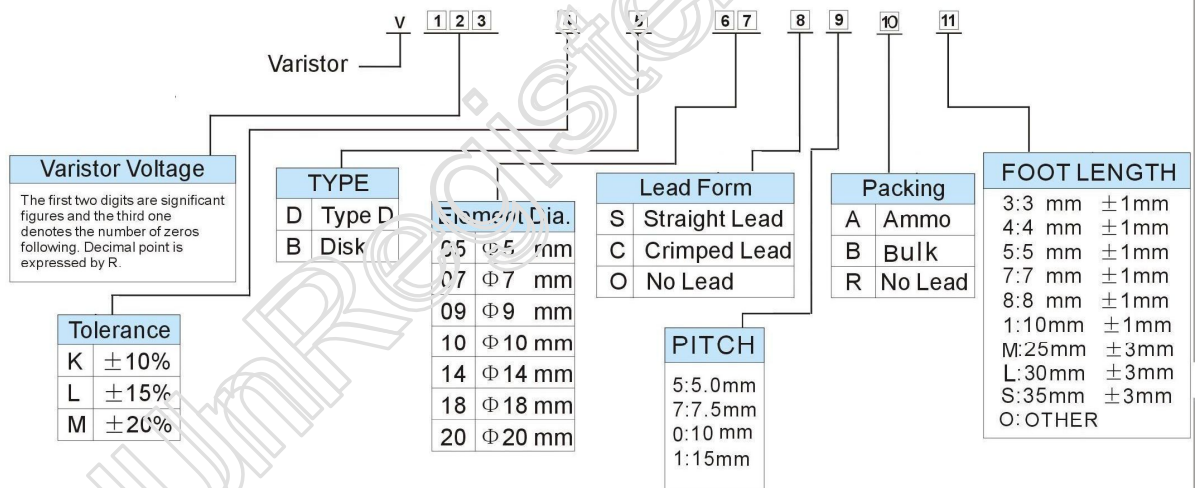 V 1 2 3 4 5 6 7 8 9 10 11
Varistor
Varistor Voltage
The first two digits are significant
figures and the third one
denotes the number of zeros
following. Decimal point is
expressed by R.
Tolerance
K ±10%
L ±15%
M ±20%
TYPE
D Type D
B Disk
Element Dia.
05 Φ5 mm
07 Φ7 mm
09 Φ9 mm
10 Φ10 mm
14 Φ14 mm
18 Φ18 mm
20 Φ20 mm
Lead Form
S Straight Lead
C Crimped Lead
O No Lead
PITCH
5:5.0mm
7:7.5mm
0:10 mm
1:15mm
Packing
A Ammo
B Bulk
R No Lead
FOOT LENGTH
3:3 mm ±1mm
4:4 mm ±1mm
5:5 mm ±1mm
7:7 mm ±1mm
8:8 mm ±1mm
1:10mm ±1mm
M:25mm ±3mm
L:30mm ±3mm
S:35mm ±3mm
O:OTHER
UnRegister